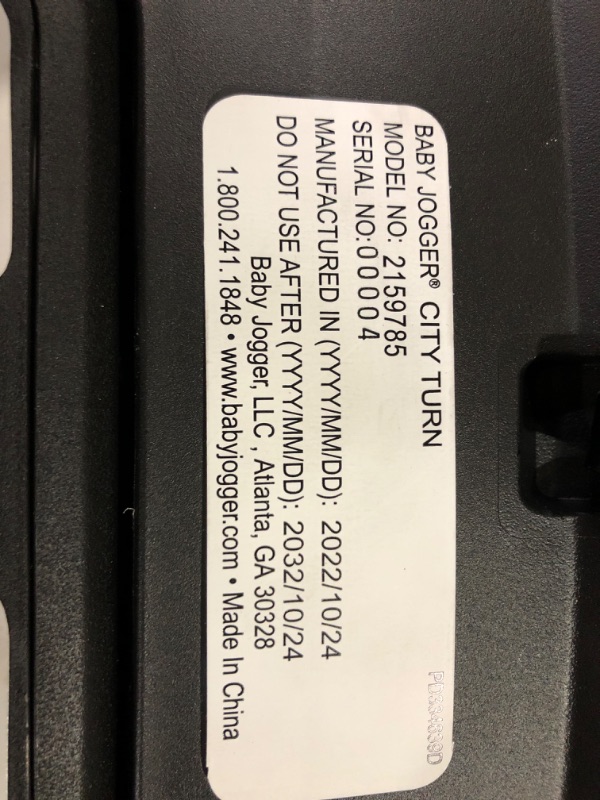 BABY JOGGER® CITY TURN
MODEL NO: 2159785
SERIAL NO:00004
MANUFACTURED IN (YYYY/MM/DD): 2022/10/24
DO NOT USE AFTER (YYYY/MM/DD): 2032/10/24
Baby Jogger, LLC , Atlanta, GA 30328
1.800.241.1848 • www.babyjogger.com • Made In China